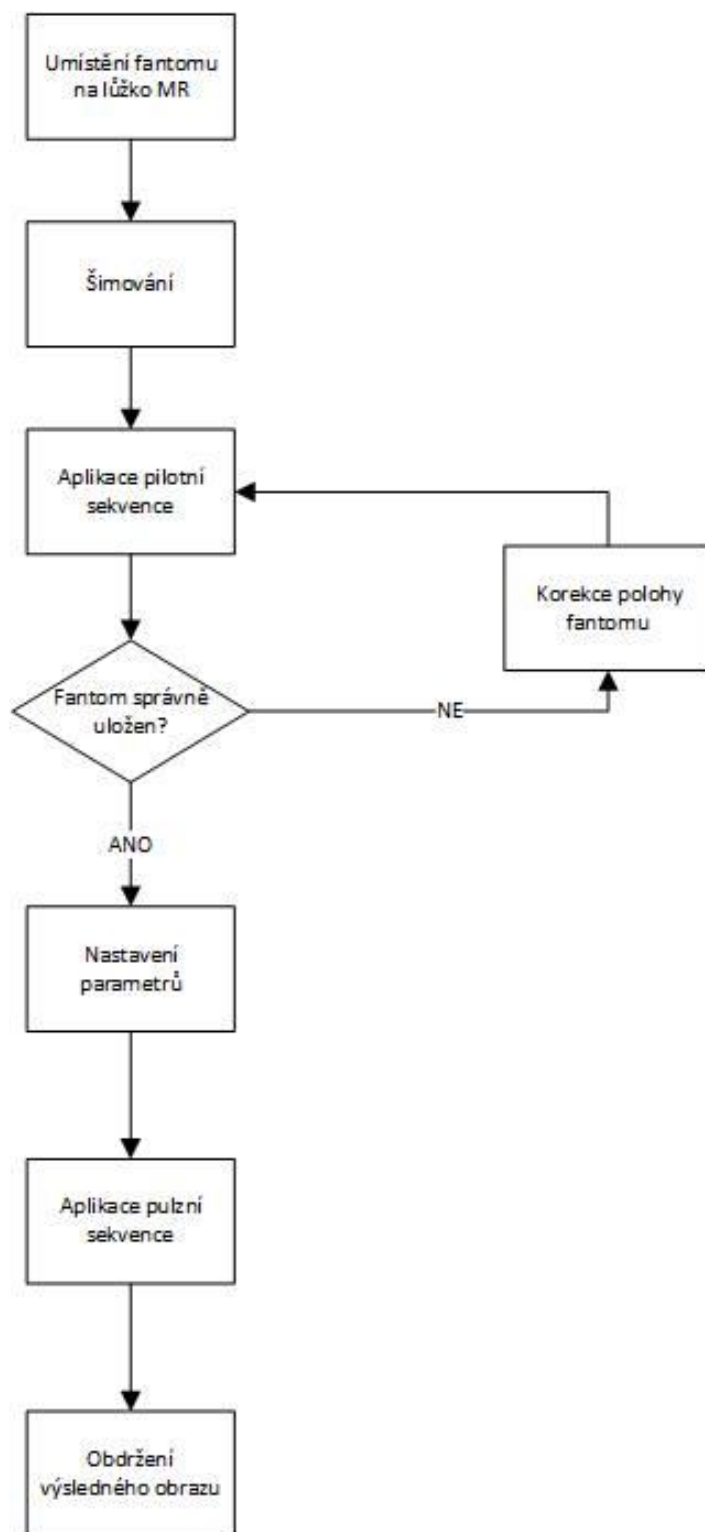 Umístění fantomu
na lůžko MR
Šimování
Aplikace pilotní
sekvence
Korekce polohy
fantomu
Fantom správně
uložen?
NE
ANO
Nastavení
parametrů
Aplikace pulzní
sekvence
Obdržení
výsledného obrazu